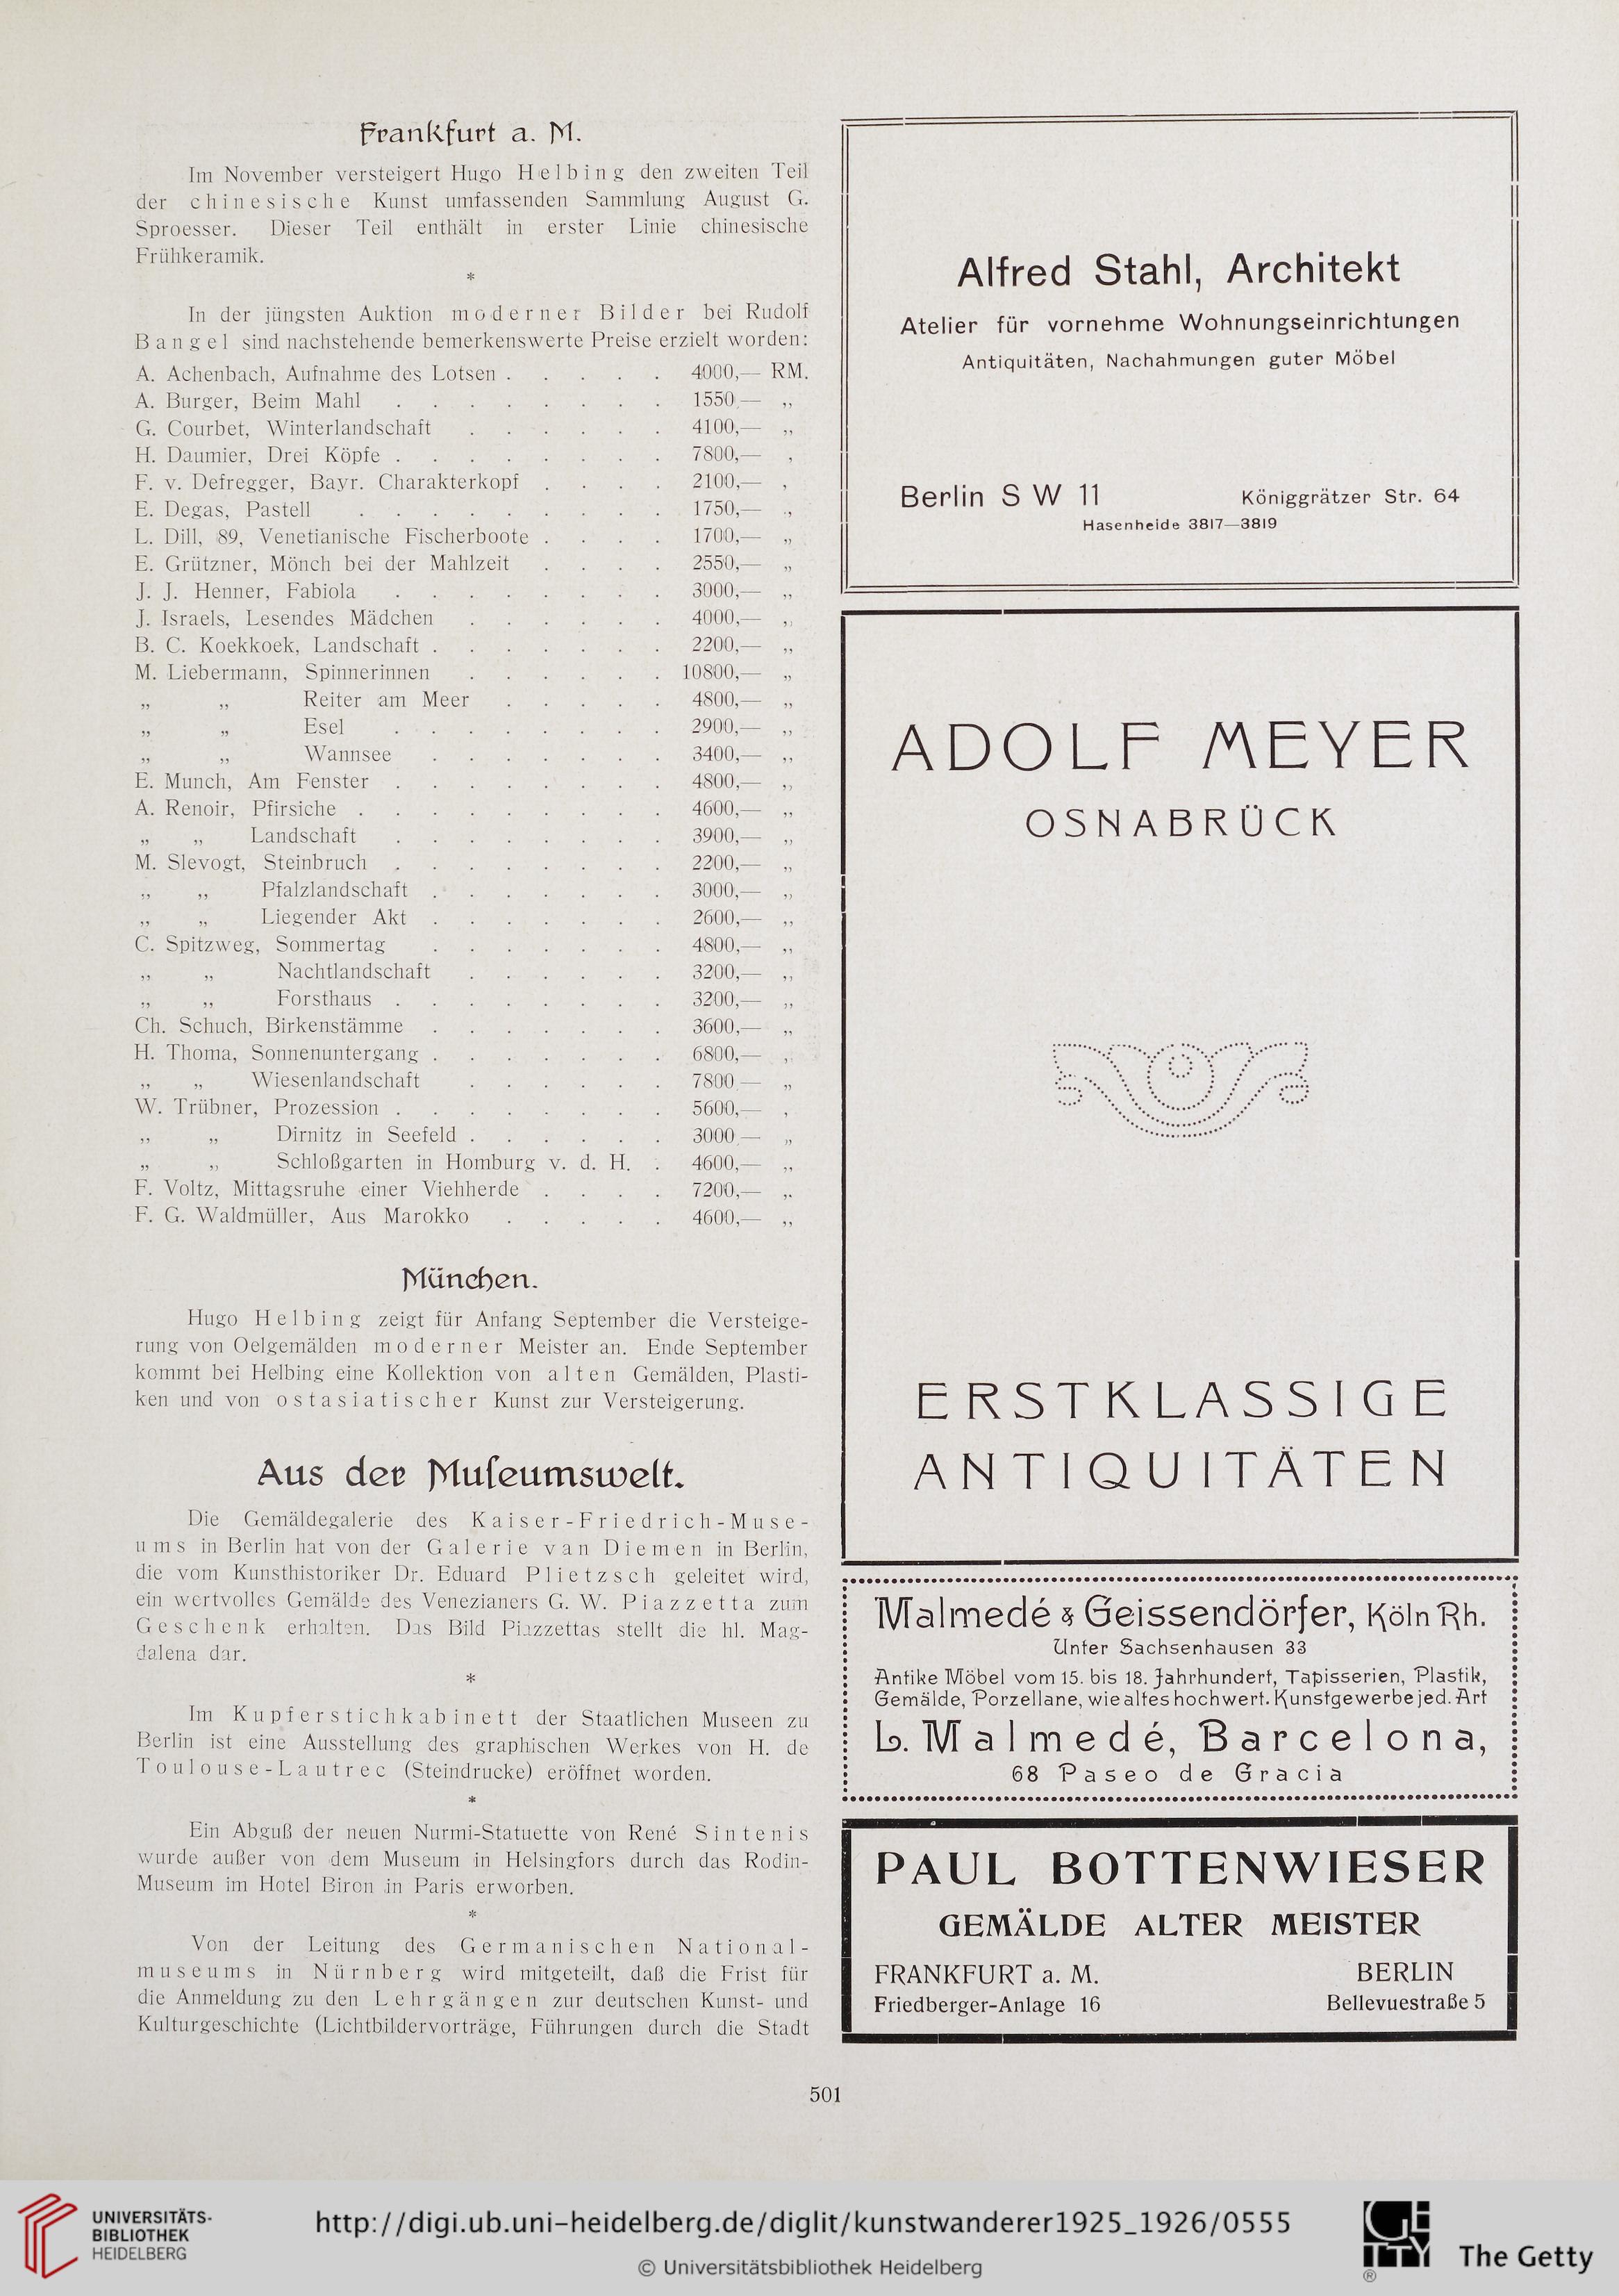 Frankfurt a. M.
Im November versteigert Hugo Helbing den zweiten Teil
der chinesische Kunst umfassenden Sammlung August G.
Sproesser. Dieser Teil enthält in erster Linie chinesische
Frühkeramik.
*
In der jüngsten Auktion moderner Bilder bei Rudolf
Bangel sind nachstehende bemerkenswerte Preise erzielt worden:
A. Achenbach, Aufnahme des Lotsen . . . . . 4000,— RM.
A. Burger, Beim Mahl . . . . . . . . 1550 — „
G. Courbet, Winterlandschaft . . . . . . 4100,— „
H. Daumier, Drei Köpfe . . . . . . . . 7800,— ,
F. v. Defregger, Bayr. Charakterkopf . . . . 2100,— ,
E. Degas, Pastell . . . . . . . . . 1750,— „
L. Dill, 89, Venetianische Fischerboote . . . . 1700,— „
E. Grützner, Mönch bei der Mahlzeit . . . . 2550,— „
J. J. Henner, Fabiola . . . . . . . . 3000,— „
J. Israels, Lesendes Mädchen . . . . . . 4000,— „
B. C. Koekkoek, Landschaft . . . . . . . 2200,— „
M. Liebermann, Spinnerinnen . . . . . . 10800,— „
„ „ Reiter am Meer . . . . . 4800,— „
„ „ Esel . . . . . . . . 2900,— „
„ „ Wannsee . . . . . . . 3400,— „
E. Munch, Am Fenster . . . . . . . . 4800,— „
A. Renoir, Pfirsiche . . . . . . . . . 4600,— „
„ „ Landschaft . . . . . . . . 3900,— „
M. Slevogt, Steinbruch . . . . . . . . 2200,— „
„ „ Pfalzlandschaft . . . . . . . 3000,— „
„ „ Liegender Akt . . . . . . . 2600,— „
C. Spitzweg, Sommertag . . . . . . . 4800,— „
„ „ Nachtlandschaft . . . . . . 3200,— „
„ „ Forsthaus . . . . . . . . 3200,— „
Ch. Schuch, Birkenstämme . . . . . . . 3600,— „
H. Thoma, Sonnenuntergang . . . . . . . 6800,— ,
„ „ Wiesenlandschaft . . . . . . 7800 — „
W. Trübner, Prozession . . . . . . . . 5600,— ,
„ „ Dirnitz in Seefeld . . . . . . 3000 — „
„ „ Schloßgarten in Homburg v. d. H. . 4600,— „
F. Voltz, Mittagsruhe einer Viehherde . . . . 7200,— „
F. G. Waldmüller, Aus Marokko . . . . . 4600,— „
München.
Hugo Helbing zeigt für Anfang September die Versteige-
rung von Oelgemälden moderner Meister an. Ende September
kommt bei Helbing eine Kollektion von alten Gemälden, Plasti-
ken und von ostasiatischer Kunst zur Versteigerung.
Aus der Muſeumswelt.
Die Gemäldegalerie des Kaiser-Friedrich-Muse-
ums in Berlin hat von der Galerie van Diemen in Berlin,
die vom Kunsthistoriker Dr. Eduard Plietzsch geleitet wird,
ein wertvolles Gemälde des Venezianers G. W. Piazzetta zum
Geschenk erhalten. Das Bild Piazzettas stellt die hl. Mag-
dalena dar.
*
Im Kupferstichkabinett der Staatlichen Museen zu
Berlin ist eine Ausstellung des graphischen Werkes von H. de
Toulouse-Lautrec (Steindrucke) eröffnet worden.
*
Ein Abguß der neuen Nurmi-Statuette von René Sintenis
wurde außer von dem Museum in Helsingfors durch das Rodin-
Museum im Hotel Biron in Paris erworben.
*
Von der Leitung des Germanischen National-
museums in Nürnberg wird mitgeteilt, daß die Frist für
die Anmeldung zu den Lehrgängen zur deutschen Kunst- und
Kulturgeschichte (Lichtbildervorträge, Führungen durch die Stadt
Alfred Stahl, Architekt
Atelier für vornehme Wohnungseinrichtungen
Antiquitäten, Nachahmungen guter Möbel
Berlin S W 11 Königgrätzer Str. 64
Hasenheide 3817—3819
ADOLF MEYER
OSNABRÜCK
ERSTKLASSIGE
ANTIQUITÄTEN
Malmedé & Geissendörfer, Köln Rh.
Unter Sachsenhausen 33
Antike Möbel vom 15. bis 18. Jahrhundert, Tapisserien, Plastik,
Gemälde, Porzellane, wie altes hochwert. Kunstgewerbe jed. Art
L. Malmedé, Barcelona,
68 Paseo de Gracia
PAUL BOTTENWIESER
GEMÄLDE ALTER MEISTER
FRANKFURT a. M. BERLIN
Friedberger-Anlage 16 Bellevuestraße 5
501
UNIVERSITÄTS-
BIBLIOTHEK
HEIDELBERG
http://digi.ub.uni-heidelberg.de/diglit/kunstwanderer1925_1926/0555
© Universitätsbibliothek Heidelberg
GETTY
The Getty